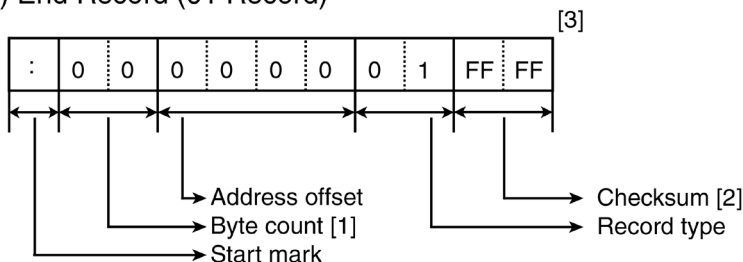 ) End Record (01 Record)
[3]
: 0 0 0 0 0 0 0 1 FF FF
Address offset
Checksum [2]
Byte count [1]
Record type
Start mark